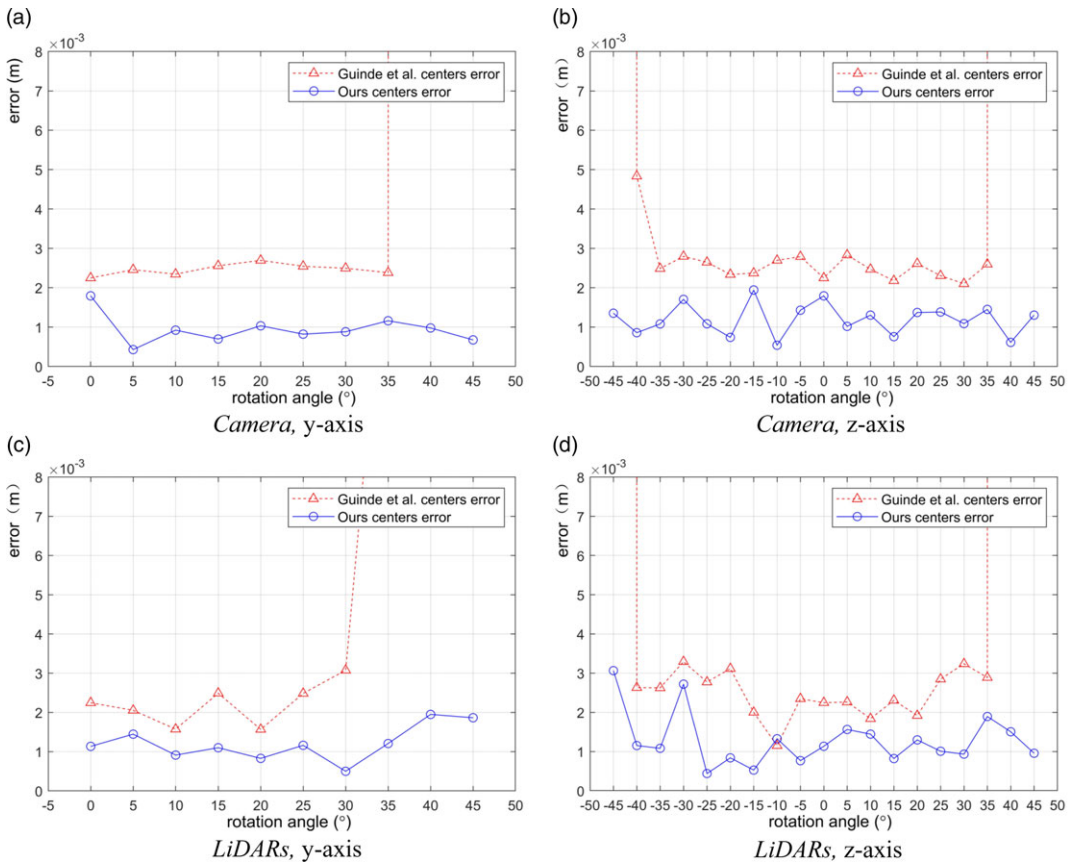 (a)
×10⁻³
8
7
6
5
4
3
2
1
0
error (m)
Guinde et al. centers error
Ours centers error
-5 0 5 10 15 20 25 30 35 40 45 50
rotation angle (°)
Camera, y-axis
(b)
×10⁻³
8
7
6
5
4
3
2
1
0
error（m）
Guinde et al. centers error
Ours centers error
-50 -45 -40 -35 -30 -25 -20 -15 -10 -5 0 5 10 15 20 25 30 35 40 45 50
rotation angle (°)
Camera, z-axis
(c)
×10⁻³
8
7
6
5
4
3
2
1
0
error（m）
Guinde et al. centers error
Ours centers error
-5 0 5 10 15 20 25 30 35 40 45 50
rotation angle (°)
LiDARs, y-axis
(d)
×10⁻³
8
7
6
5
4
3
2
1
0
error（m）
Guinde et al. centers error
Ours centers error
-50 -45 -40 -35 -30 -25 -20 -15 -10 -5 0 5 10 15 20 25 30 35 40 45 50
rotation angle (°)
LiDARs, z-axis